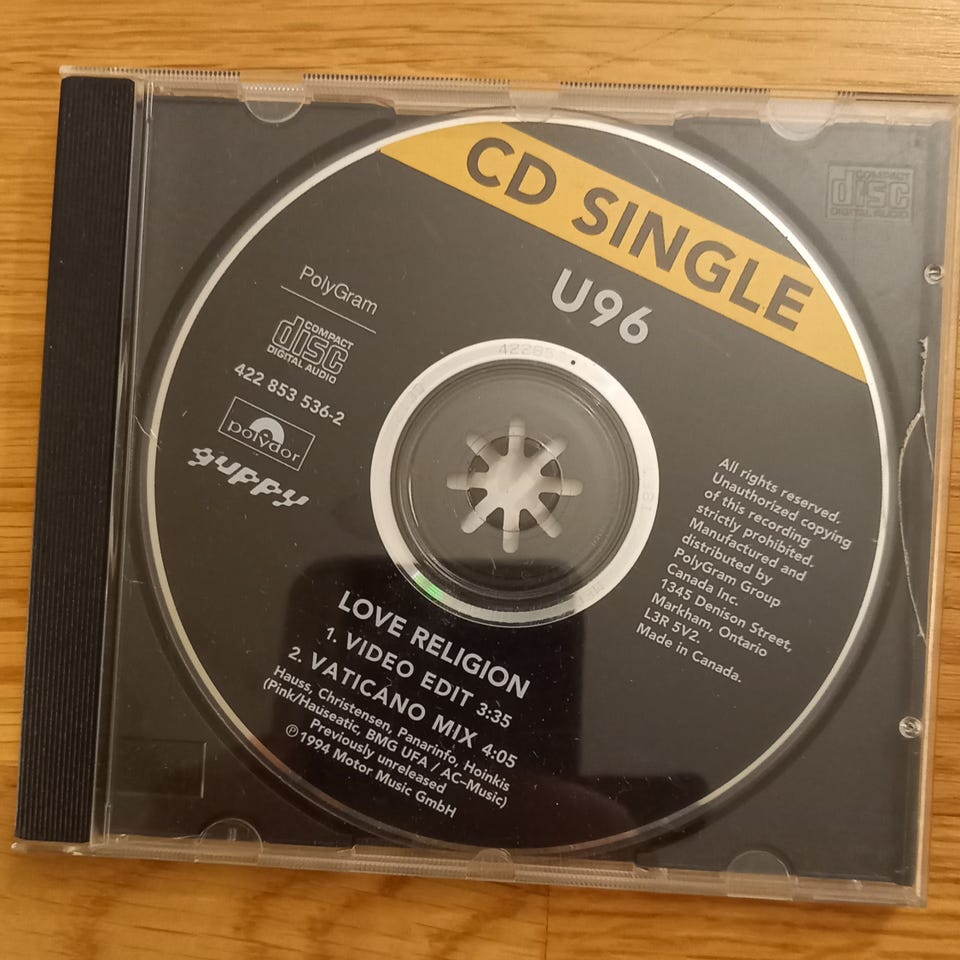 CD SINGLE
U96
PolyGram
COMPACT
disc
DIGITAL AUDIO
422 853 536-2
polydor
guppy
COMPACT
disc
DIGITAL AUDIO
All rights reserved.
Unauthorized copying
of this recording
strictly prohibited.
Manufactured and
distributed by
PolyGram Group
Canada Inc.
1345 Denison Street,
Markham, Ontario
L3R 5V2.
Made in Canada.
LOVE RELIGION
1. VIDEO EDIT 3:35
2. VATICANO MIX 4:05
Hauss, Christensen, Panarinfo, Hoinkis
(Pink/Hauseatic, BMG UFA / AC–Music)
Previously unreleased
℗1994 Motor Music GmbH